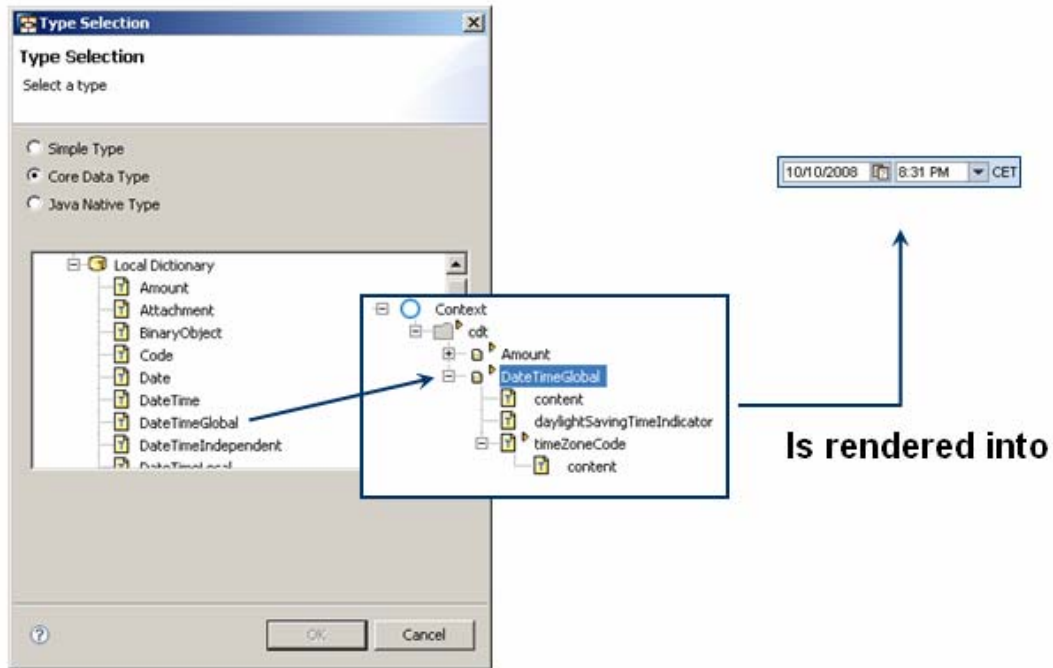 Type Selection
Type Selection
Select a type
Simple Type
Core Data Type
Java Native Type
Local Dictionary
Amount
Attachment
BinaryObject
Code
Date
DateTime
DateTimeGlobal
DateTimeIndependent
DateTimeLocal
OK
Cancel
Context
cdt
Amount
DateTimeGlobal
content
daylightSavingTimeIndicator
timeZoneCode
content
10/10/2008 8:31 PM CET
Is rendered into